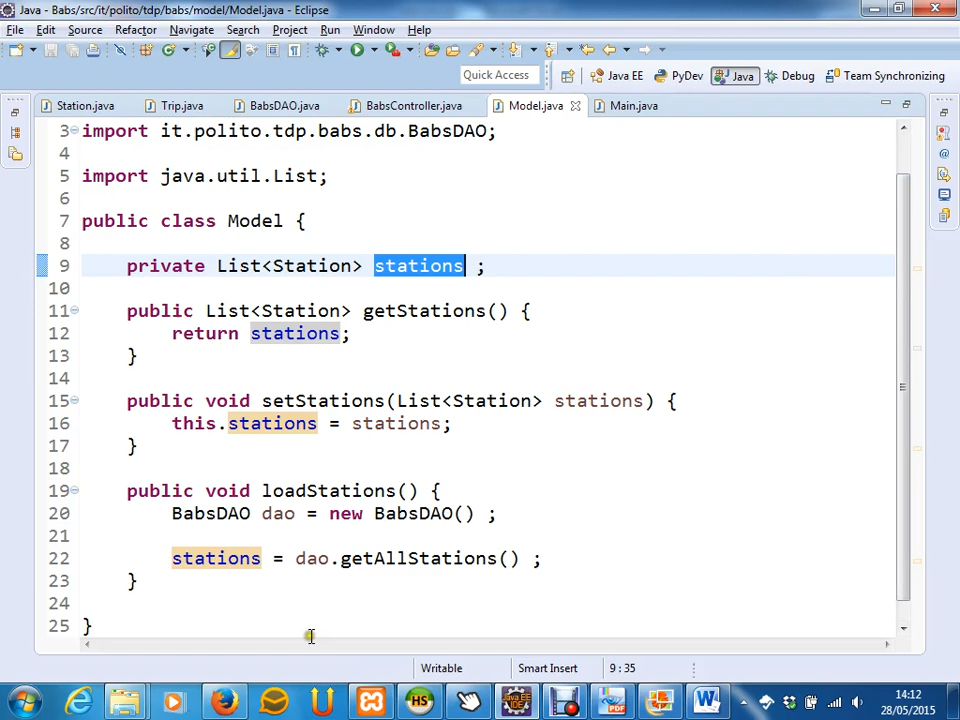 Java - Babs/src/it/polito/tdp/babs/model/Model.java - Eclipse
File Edit Source Refactor Navigate Search Project Run Window Help
Quick Access Java EE PyDev Java Debug Team Synchronizing
Station.java Trip.java BabsDAO.java BabsController.java Model.java Main.java
3 import it.polito.tdp.babs.db.BabsDAO;
4
5 import java.util.List;
6
7 public class Model {
8
9 private List<Station> stations ;
10
11 public List<Station> getStations() {
12 return stations;
13 }
14
15 public void setStations(List<Station> stations) {
16 this.stations = stations;
17 }
18
19 public void loadStations() {
20 BabsDAO dao = new BabsDAO() ;
21
22 stations = dao.getAllStations() ;
23 }
24
25 }
Writable Smart Insert 9 : 35
14:12
28/05/2015